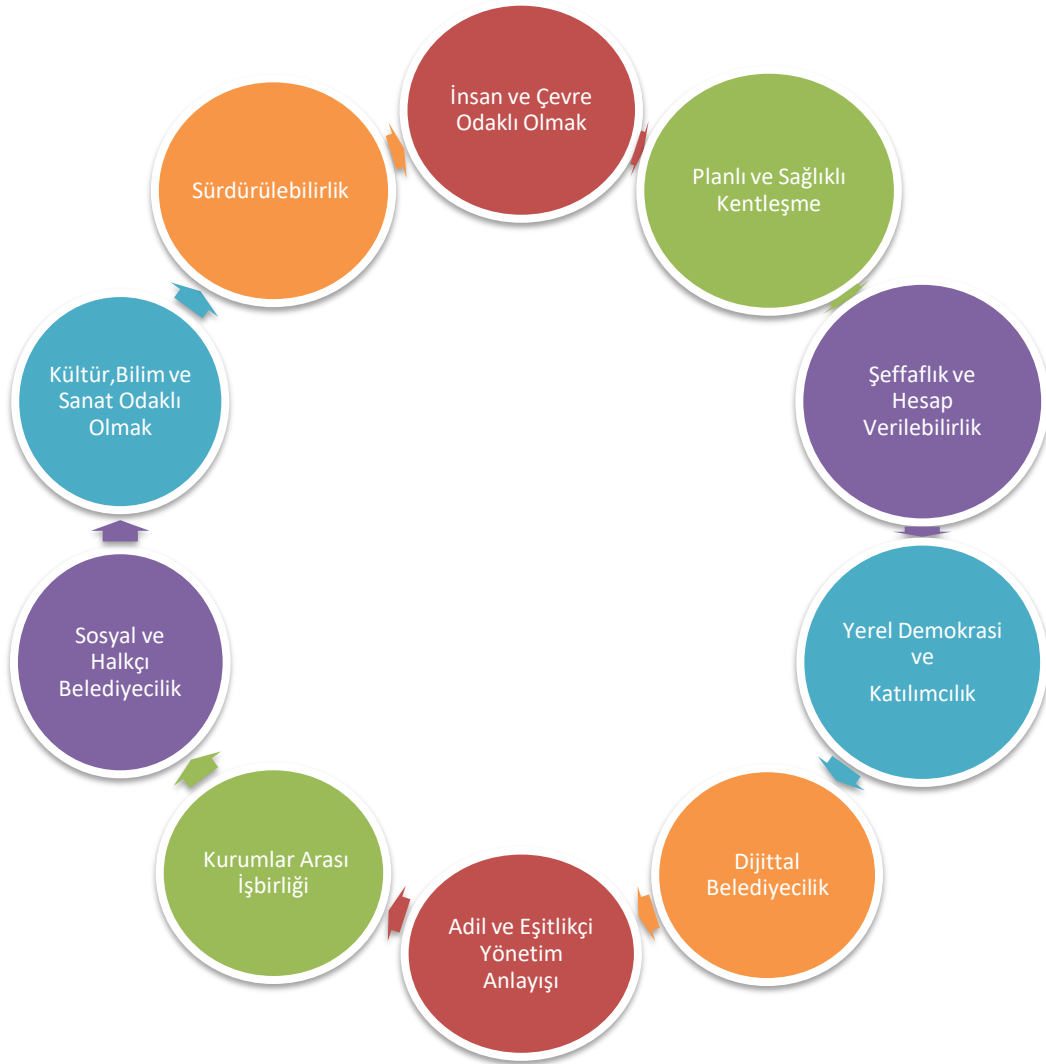 İnsan ve Çevre
Odaklı Olmak
Planlı ve Sağlıklı
Kentleşme
Şeffaflık ve
Hesap
Verilebilirlik
Yerel Demokrasi
ve
Katılımcılık
Dijittal
Belediyecilik
Adil ve Eşitlikçi
Yönetim
Anlayışı
Kurumlar Arası
İşbirliği
Sosyal ve
Halkçı
Belediyecilik
Kültür,Bilim ve
Sanat Odaklı
Olmak
Sürdürülebilirlik